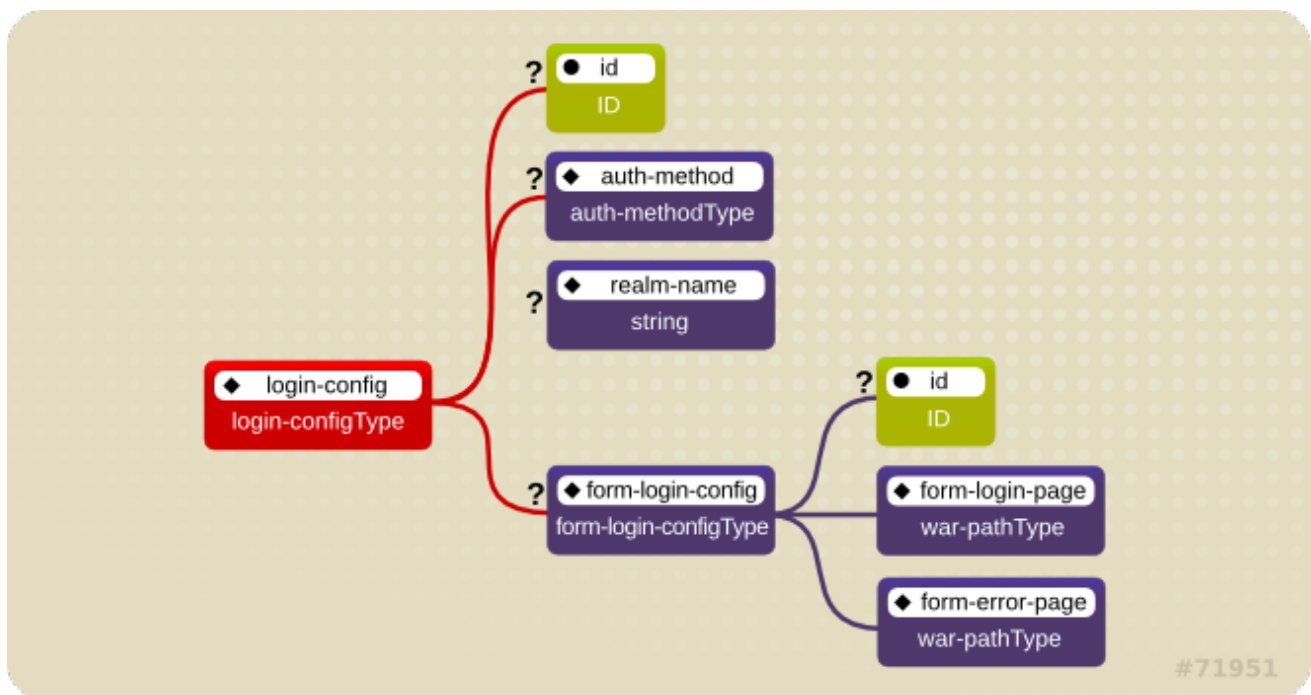 ?
id
ID
?
auth-method
auth-methodType
?
realm-name
string
login-config
login-configType
?
form-login-config
form-login-configType
?
id
ID
form-login-page
war-pathType
form-error-page
war-pathType
#71951